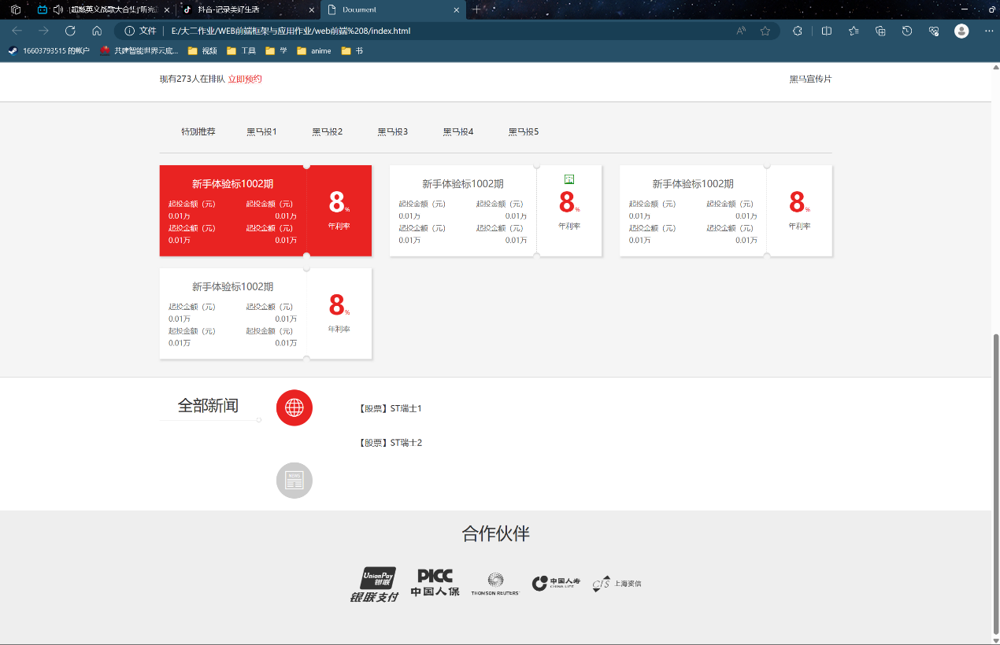 [超燃英文战歌大合集]"听完
抖音-记录美好生活
Document
文件
E:/大二作业/WEB前端框架与应用作业/web前端%208/index.html
16603793515 的帐户
共建智能世界云底...
视频
工具
学
anime
书
现有273人在排队 立即预约
黑马宣传片
特别推荐 黑马投1 黑马投2 黑马投3 黑马投4 黑马投5
新手体验标1002期
起投金额（元） 起投金额（元）
0.01万 0.01万
起投金额（元） 起投金额（元）
0.01万 0.01万
8%
年利率
新手体验标1002期
起投金额（元） 起投金额（元）
0.01万 0.01万
起投金额（元） 起投金额（元）
0.01万 0.01万
8%
年利率
新手体验标1002期
起投金额（元） 起投金额（元）
0.01万 0.01万
起投金额（元） 起投金额（元）
0.01万 0.01万
8%
年利率
新手体验标1002期
起投金额（元） 起投金额（元）
0.01万 0.01万
起投金额（元） 起投金额（元）
0.01万 0.01万
8%
年利率
全部新闻
NEWS
【股票】ST瑞士1
【股票】ST瑞士2
合作伙伴
UnionPay
银联
银联支付
PICC
中国人保
THOMSON REUTERS
中国人寿
CHINA LIFE
CIS 上海资信